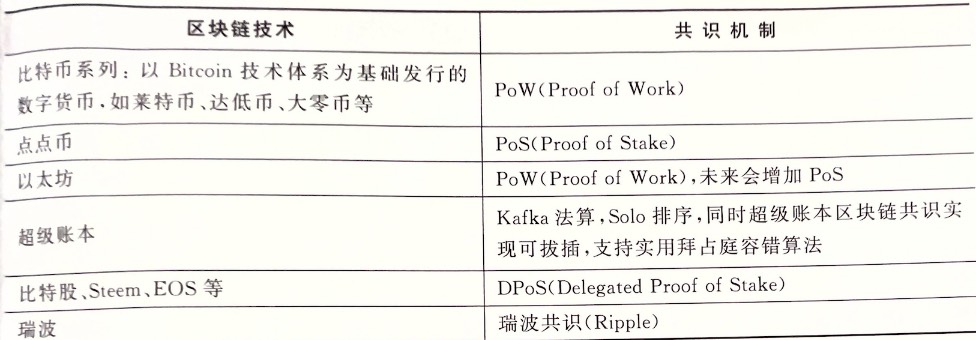 区块链技术 共识机制
比特币系列：以 Bitcoin 技术体系为基础发行的
数字货币，如莱特币、达低币、大零币等
PoW(Proof of Work)
点点币 PoS(Proof of Stake)
以太坊 PoW(Proof of Work)，未来会增加 PoS
超级账本
Kafka 法算，Solo 排序，同时超级账本区块链共识实
现可拔插，支持实用拜占庭容错算法
比特股、Steem、EOS 等 DPoS(Delegated Proof of Stake)
瑞波 瑞波共识(Ripple)